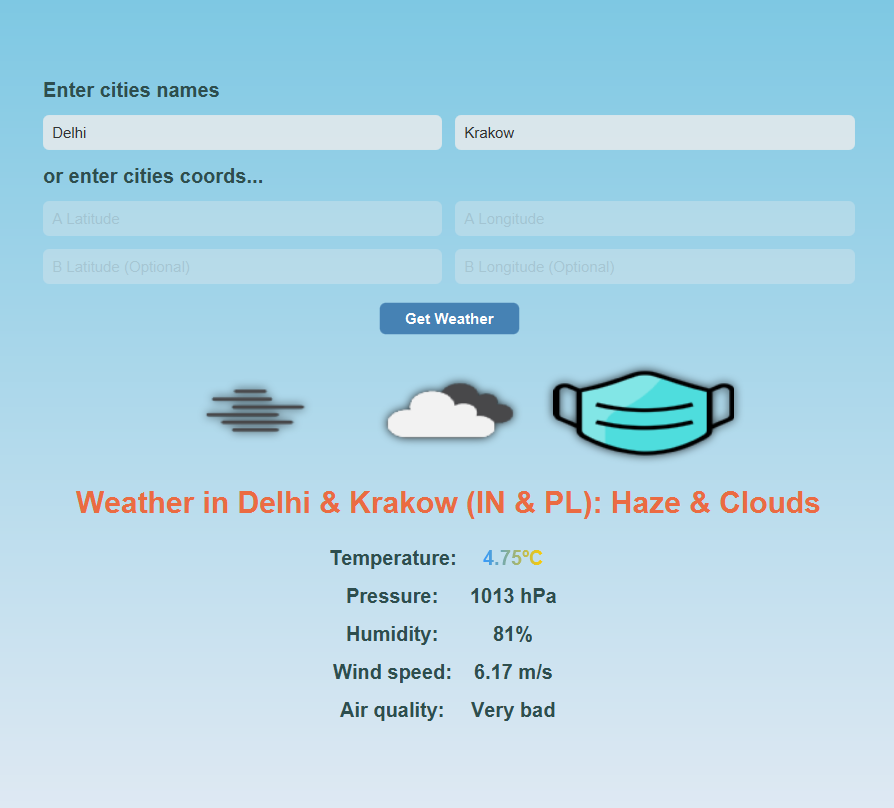 Enter cities names
Delhi Krakow
or enter cities coords...
A Latitude A Longitude
B Latitude (Optional) B Longitude (Optional)
Get Weather
Weather in Delhi & Krakow (IN & PL): Haze & Clouds
Temperature: 4.75°C
Pressure: 1013 hPa
Humidity: 81%
Wind speed: 6.17 m/s
Air quality: Very bad